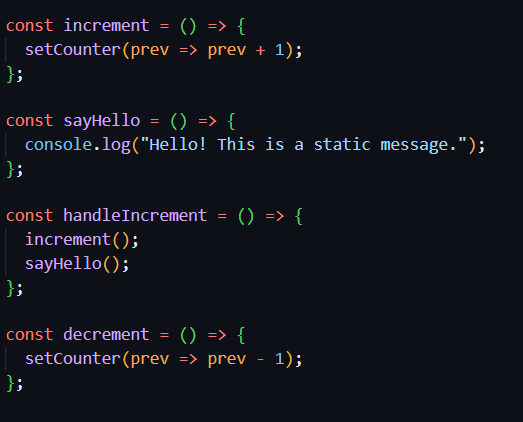 const increment = () => {
  setCounter(prev => prev + 1);
};

const sayHello = () => {
  console.log("Hello! This is a static message.");
};

const handleIncrement = () => {
  increment();
  sayHello();
};

const decrement = () => {
  setCounter(prev => prev - 1);
};